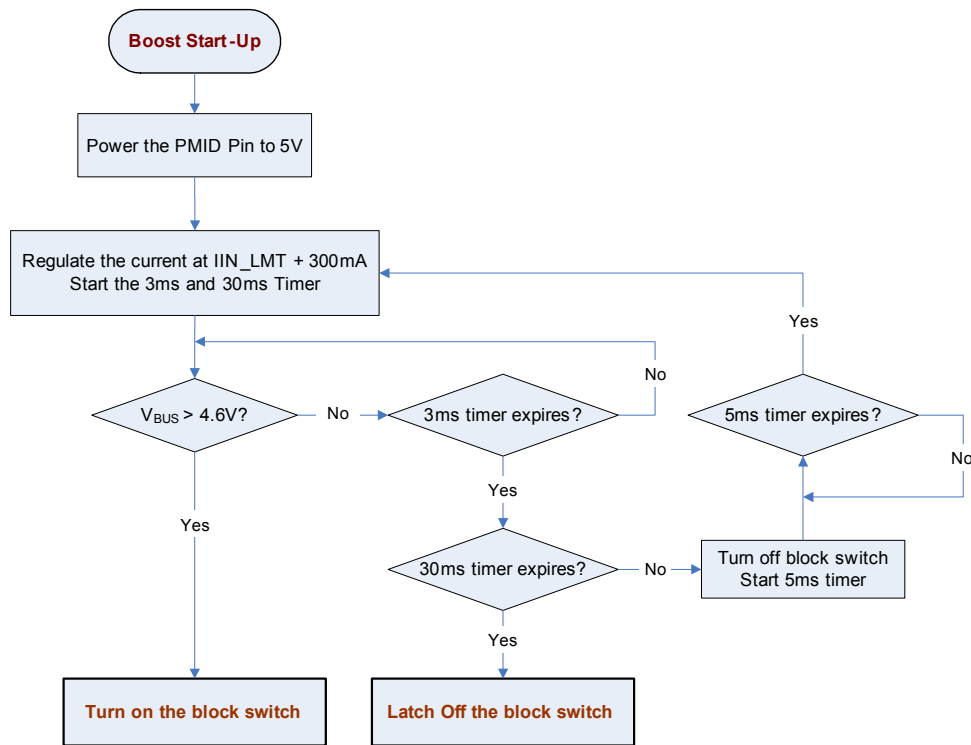 Boost Start-Up
Power the PMID Pin to 5V
Regulate the current at IIN_LMT + 300mA
Start the 3ms and 30ms Timer
Yes
No
VBUS > 4.6V?
No
3ms timer expires?
5ms timer expires?
No
Yes
Yes
30ms timer expires?
No
Turn off block switch
Start 5ms timer
Yes
Turn on the block switch
Latch Off the block switch